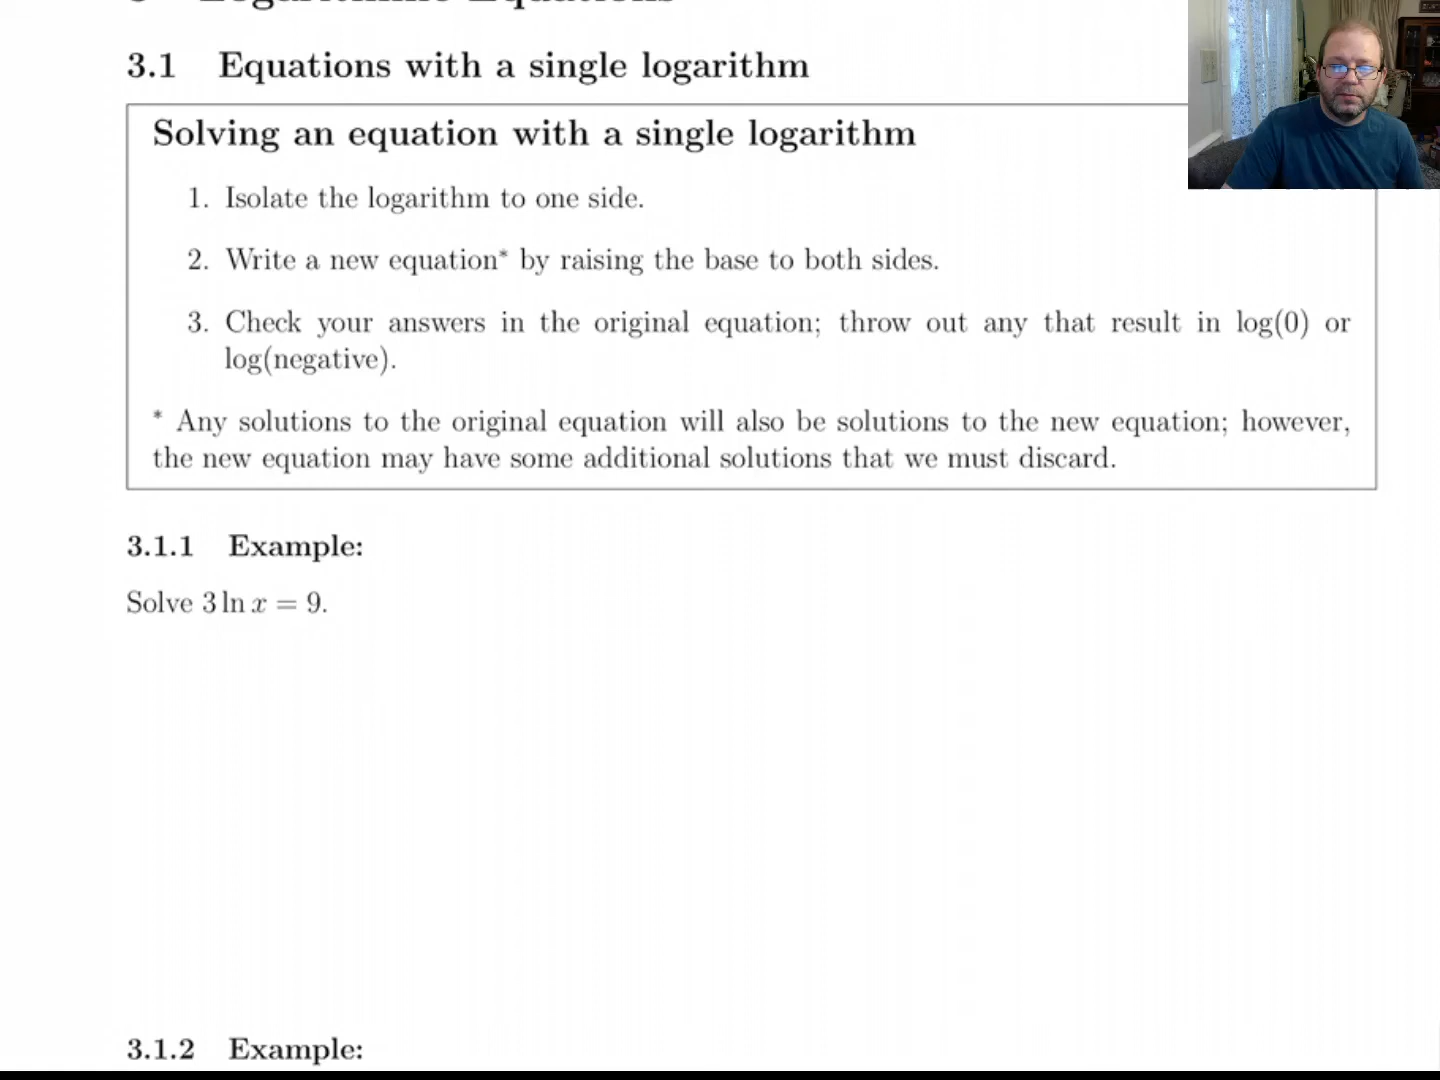 3.1 Equations with a single logarithm
Solving an equation with a single logarithm
1. Isolate the logarithm to one side.
2. Write a new equation* by raising the base to both sides.
3. Check your answers in the original equation; throw out any that result in log(0) or
log(negative).
* Any solutions to the original equation will also be solutions to the new equation; however,
the new equation may have some additional solutions that we must discard.
3.1.1 Example:
Solve 3 ln x = 9.
3.1.2 Example: